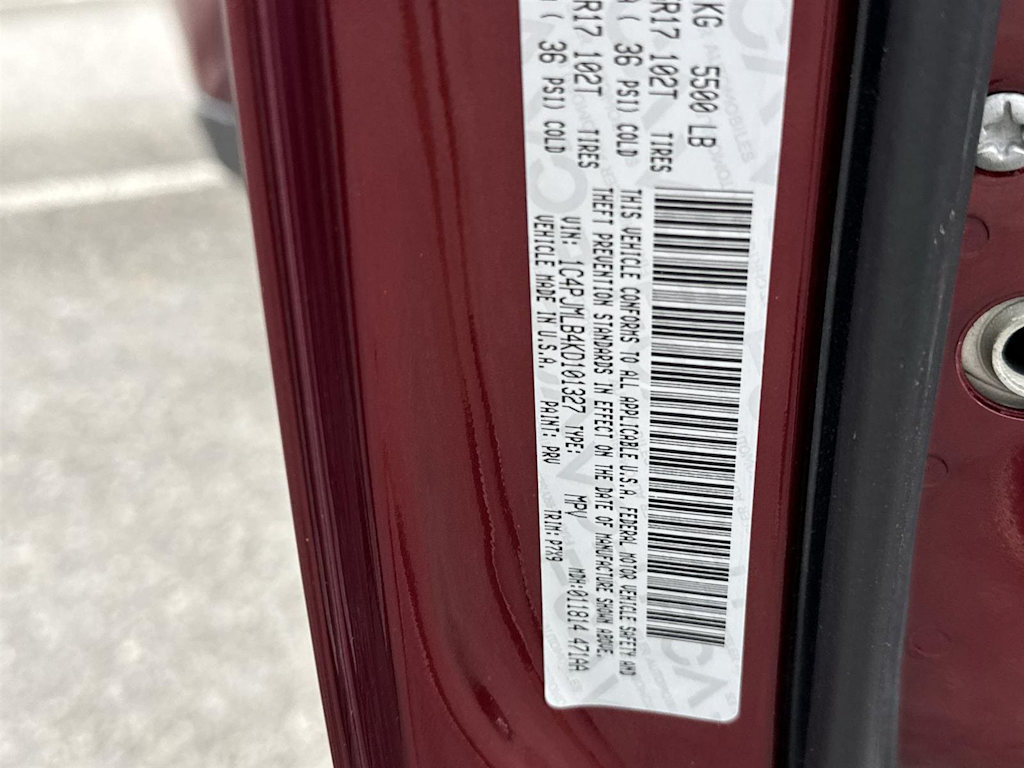 KG 5500 LB
R17 102T TIRES
36 PSI) COLD
R17 102T TIRES
36 PSI) COLD
THIS VEHICLE CONFORMS TO ALL APPLICABLE U.S.A. FEDERAL MOTOR VEHICLE SAFETY AND
THEFT PREVENTION STANDARDS IN EFFECT ON THE DATE OF MANUFACTURE SHOWN ABOVE.
VIN: 1C4PJMLB4KD101327 TYPE: MPV MDH:011814 471AA
VEHICLE MADE IN U.S.A. PAINT: PRV TRIM: P7X9